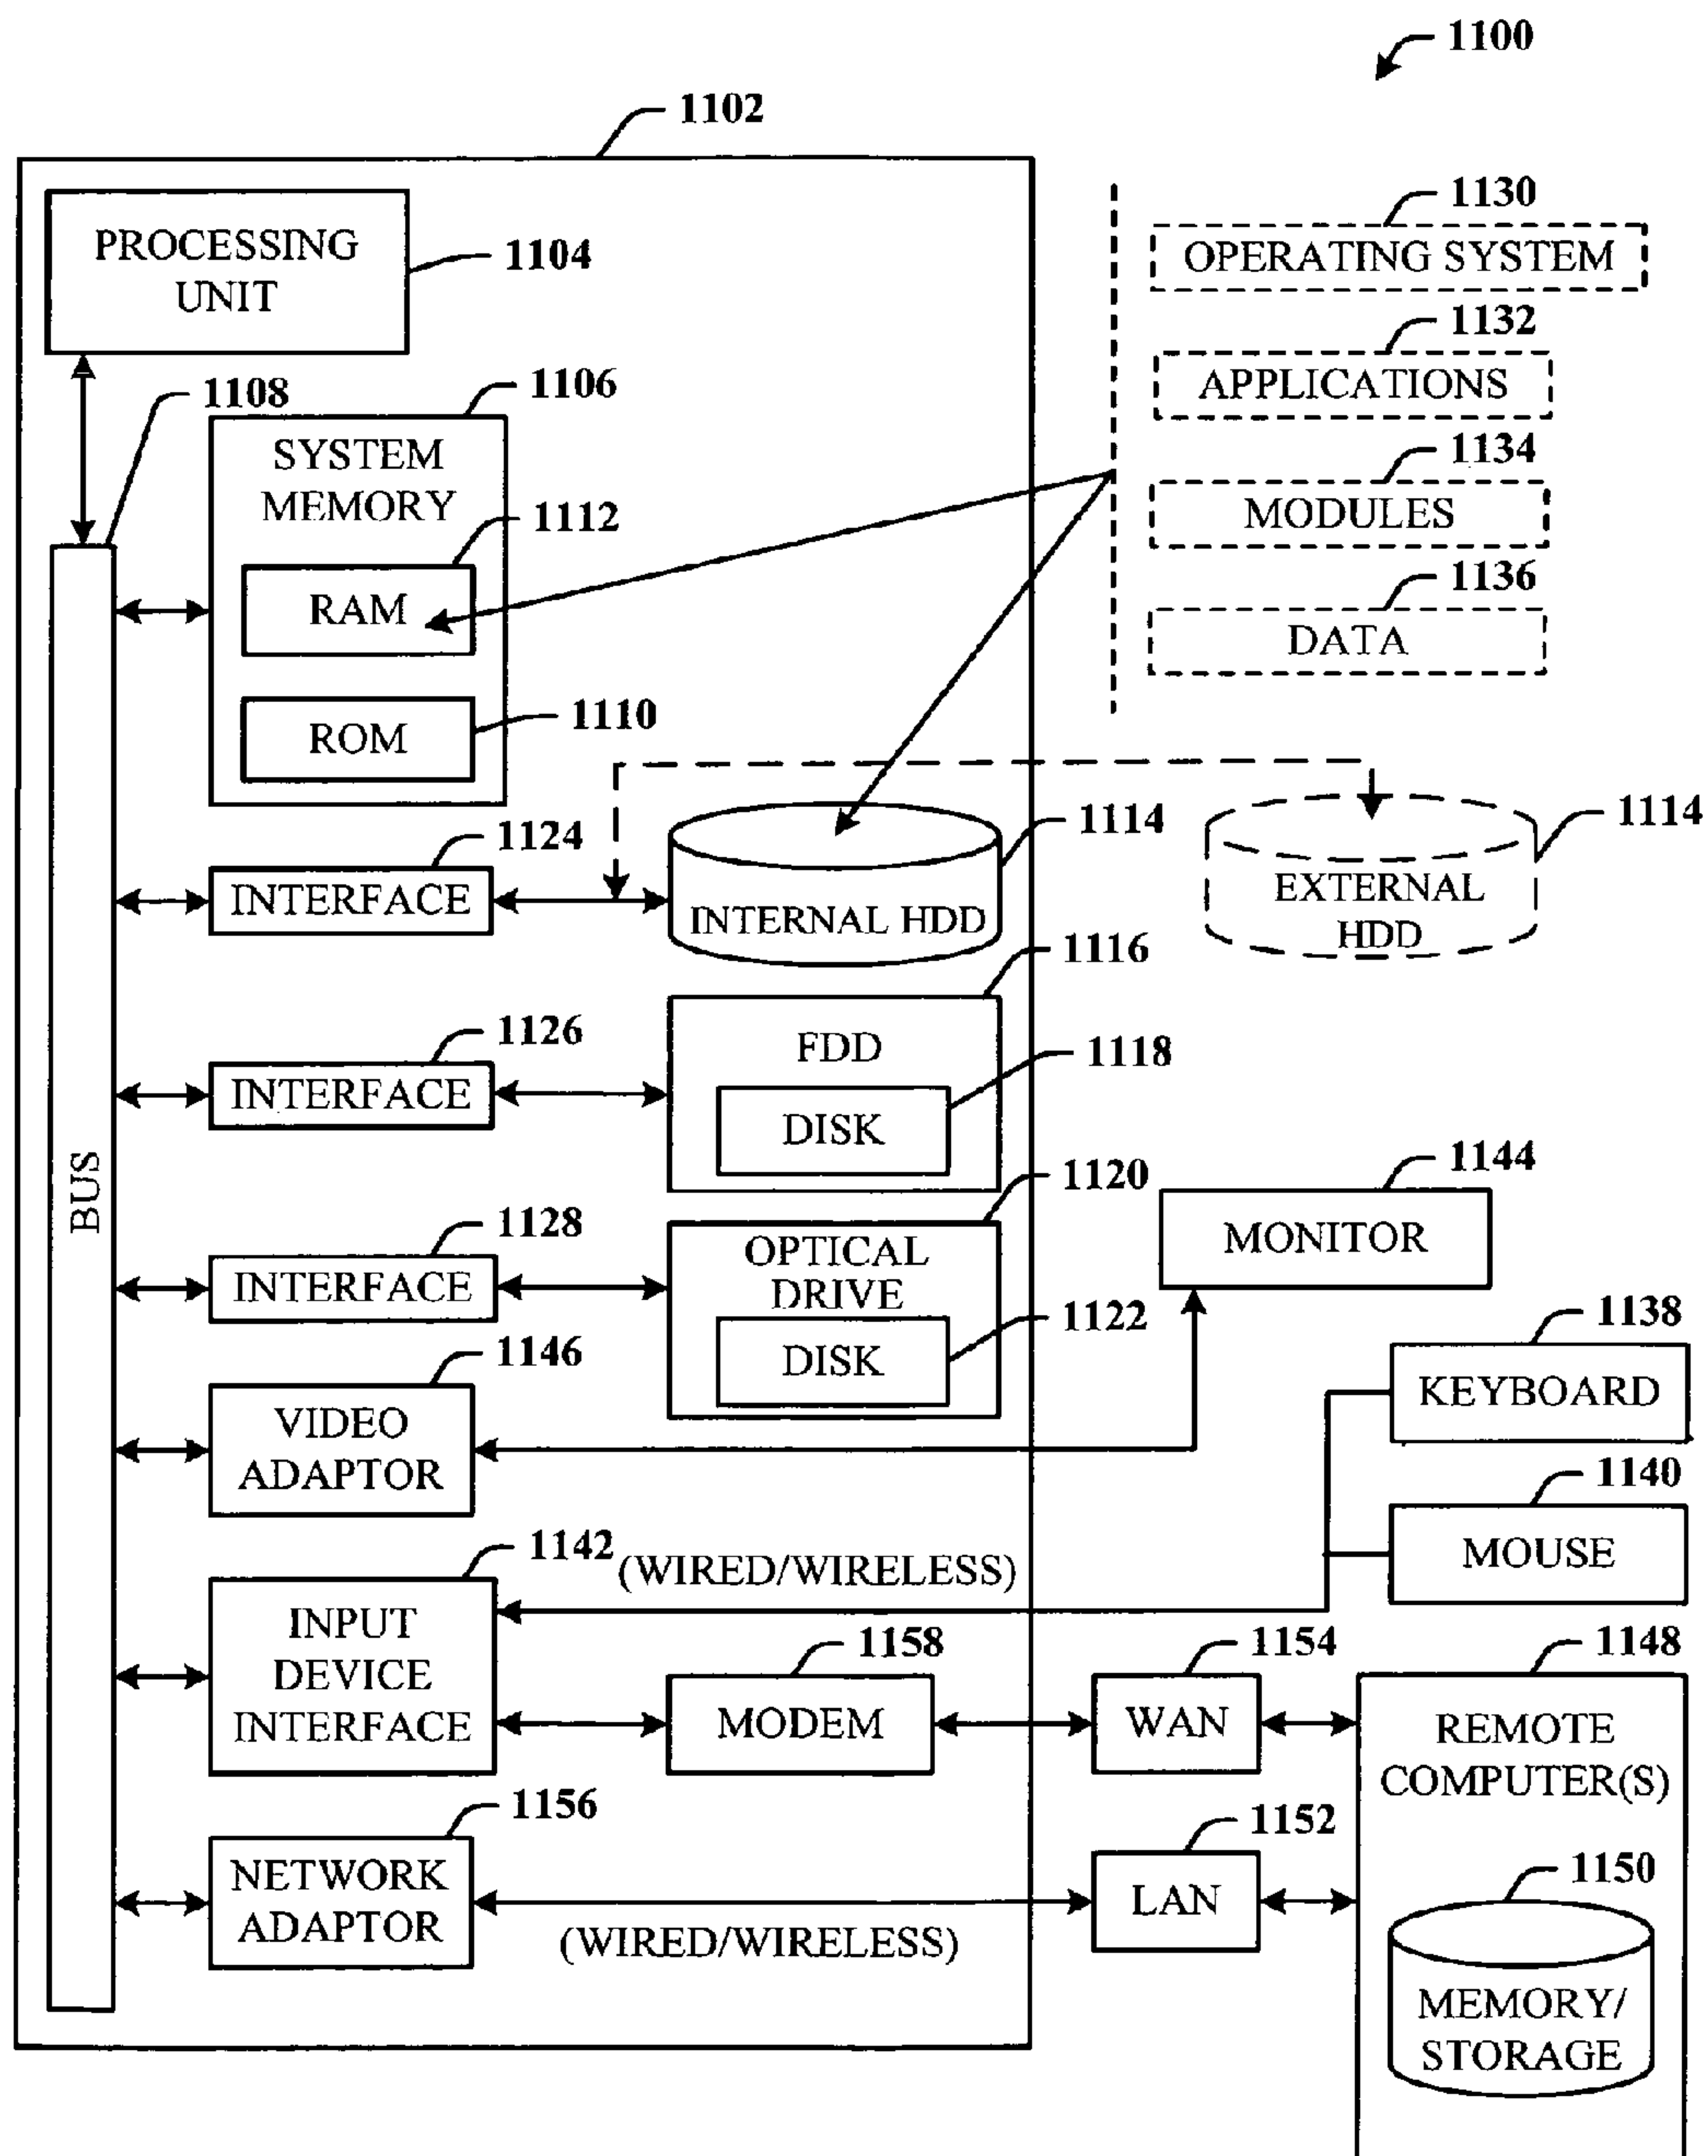 1100
1102
PROCESSING
UNIT
1104
1130
OPERATING SYSTEM
1132
APPLICATIONS
1134
MODULES
1136
DATA
1108
1106
SYSTEM
MEMORY
1112
RAM
1110
ROM
1124
INTERFACE
1114
INTERNAL HDD
1114
EXTERNAL
HDD
1116
FDD
1118
DISK
1126
INTERFACE
BUS
1120
OPTICAL
DRIVE
1122
DISK
1128
INTERFACE
1144
MONITOR
1146
VIDEO
ADAPTOR
1138
KEYBOARD
1140
MOUSE
1142
(WIRED/WIRELESS)
INPUT
DEVICE
INTERFACE
1158
MODEM
1154
WAN
1148
REMOTE
COMPUTER(S)
1156
NETWORK
ADAPTOR
(WIRED/WIRELESS)
1152
LAN
1150
MEMORY/
STORAGE